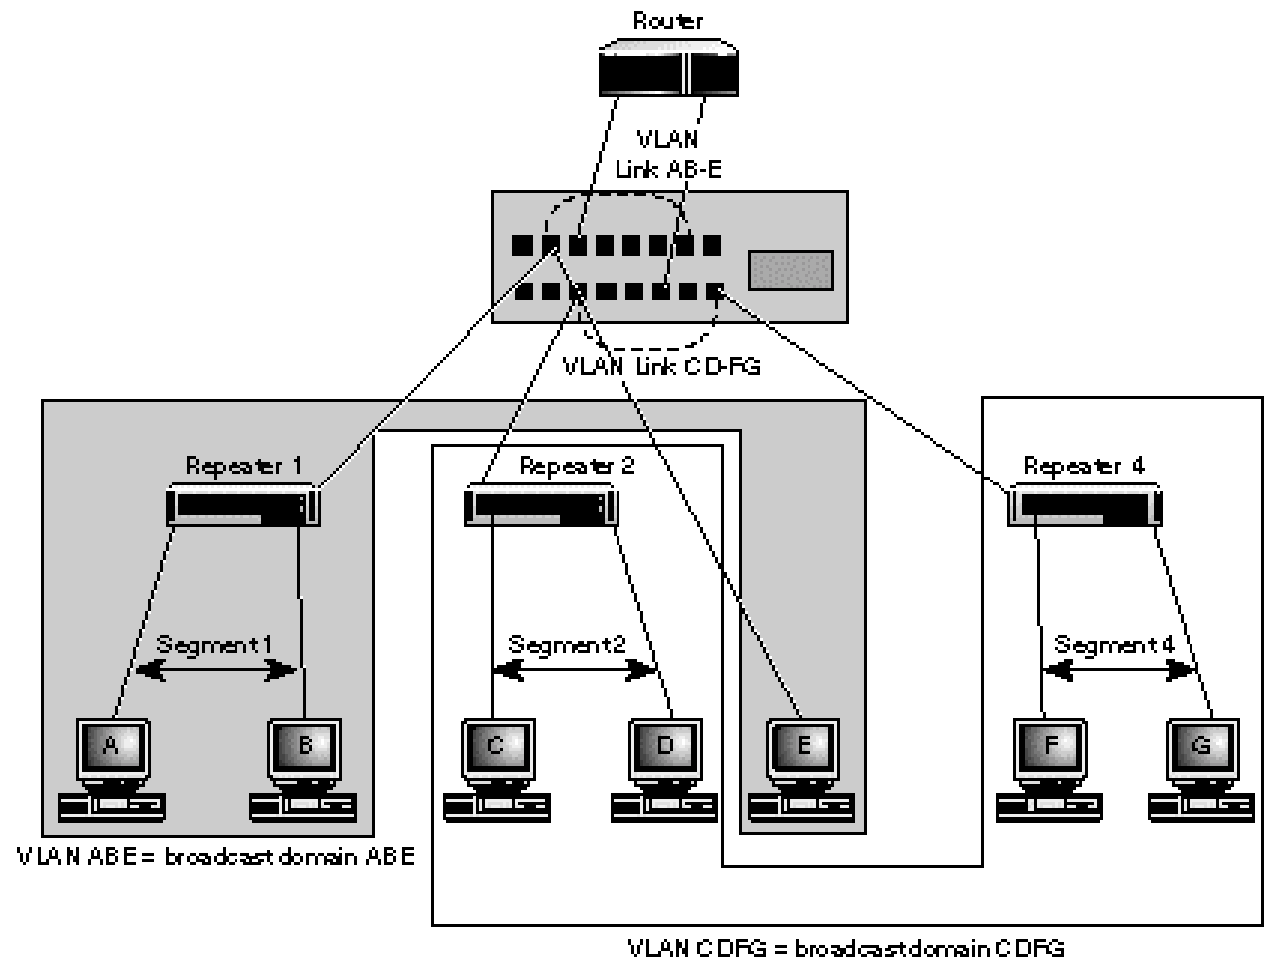 Router
VLAN
Link AB-E
VLAN Link CD-FG
Repeater 1
Repeater 2
Repeater 4
Segment 1
Segment 2
Segment 4
A
B
C
D
E
F
G
VLAN ABE = broadcast domain ABE
VLAN CDFG = broadcast domain CDFG